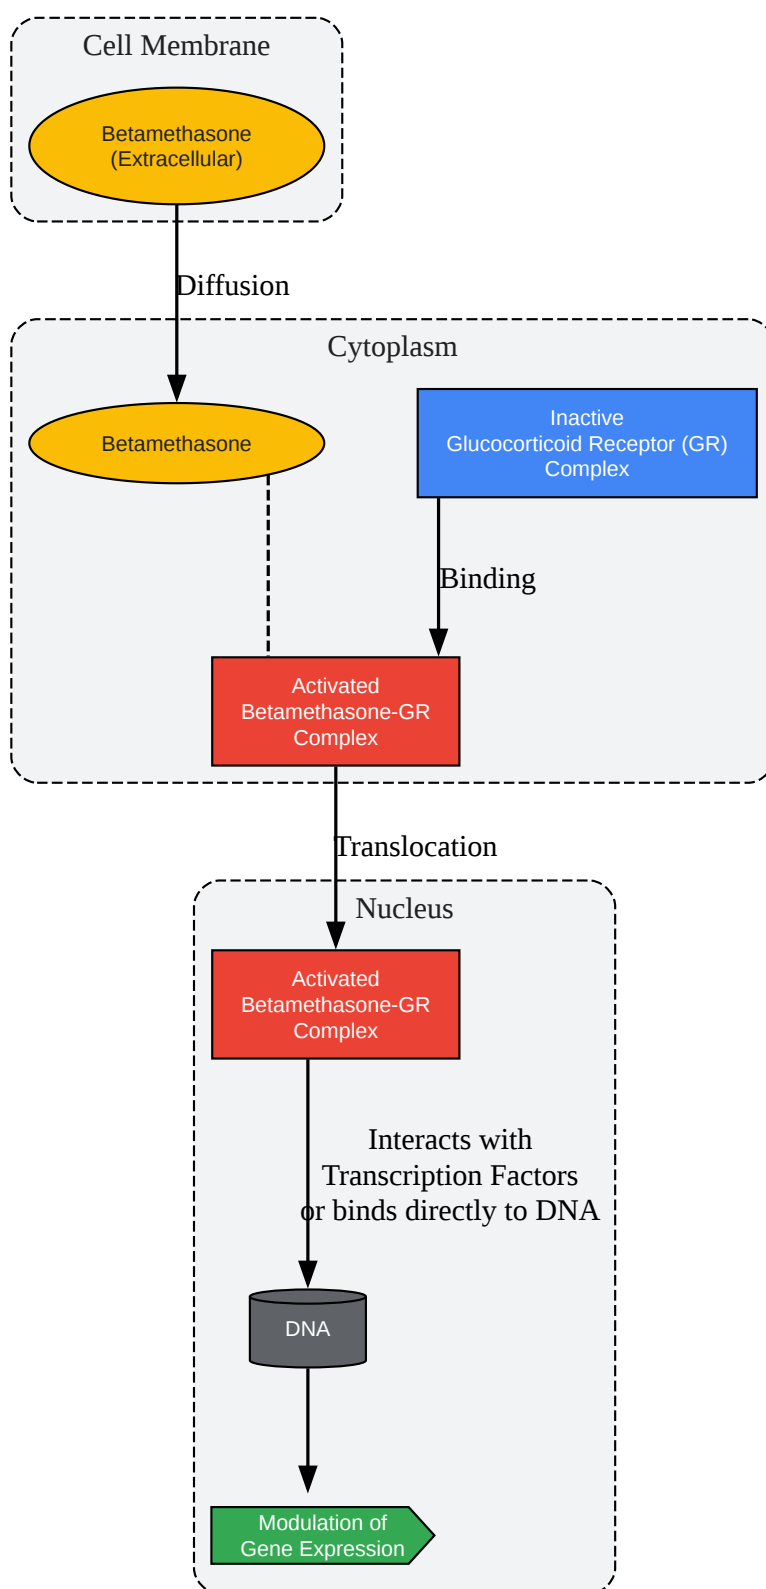 Cell Membrane
Betamethasone
(Extracellular)
Diffusion
Cytoplasm
Betamethasone
Inactive
Glucocorticoid Receptor (GR)
Complex
Binding
Activated
Betamethasone-GR
Complex
Translocation
Nucleus
Activated
Betamethasone-GR
Complex
Interacts with
Transcription Factors
or binds directly to DNA
DNA
Modulation of
Gene Expression